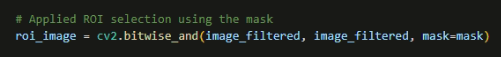 # Applied ROI selection using the mask
roi_image = cv2.bitwise_and(image_filtered, image_filtered, mask=mask)